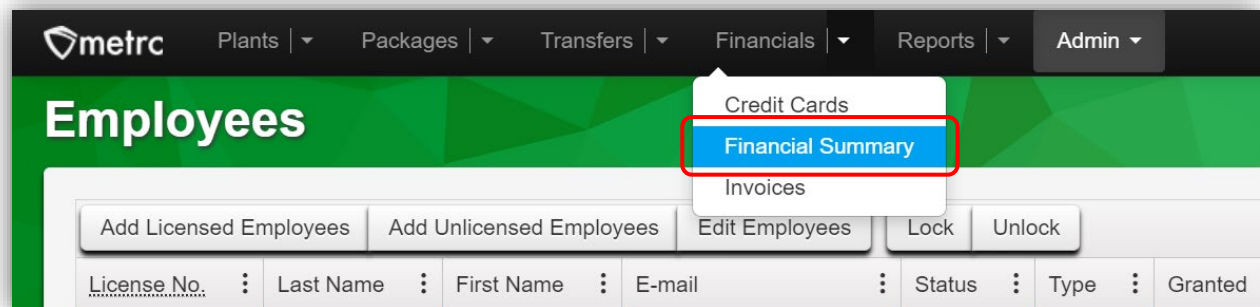 metrc Plants Packages Transfers Financials Reports Admin
Employees
Credit Cards
Financial Summary
Invoices
Add Licensed Employees Add Unlicensed Employees Edit Employees Lock Unlock
License No. Last Name First Name E-mail Status Type Granted